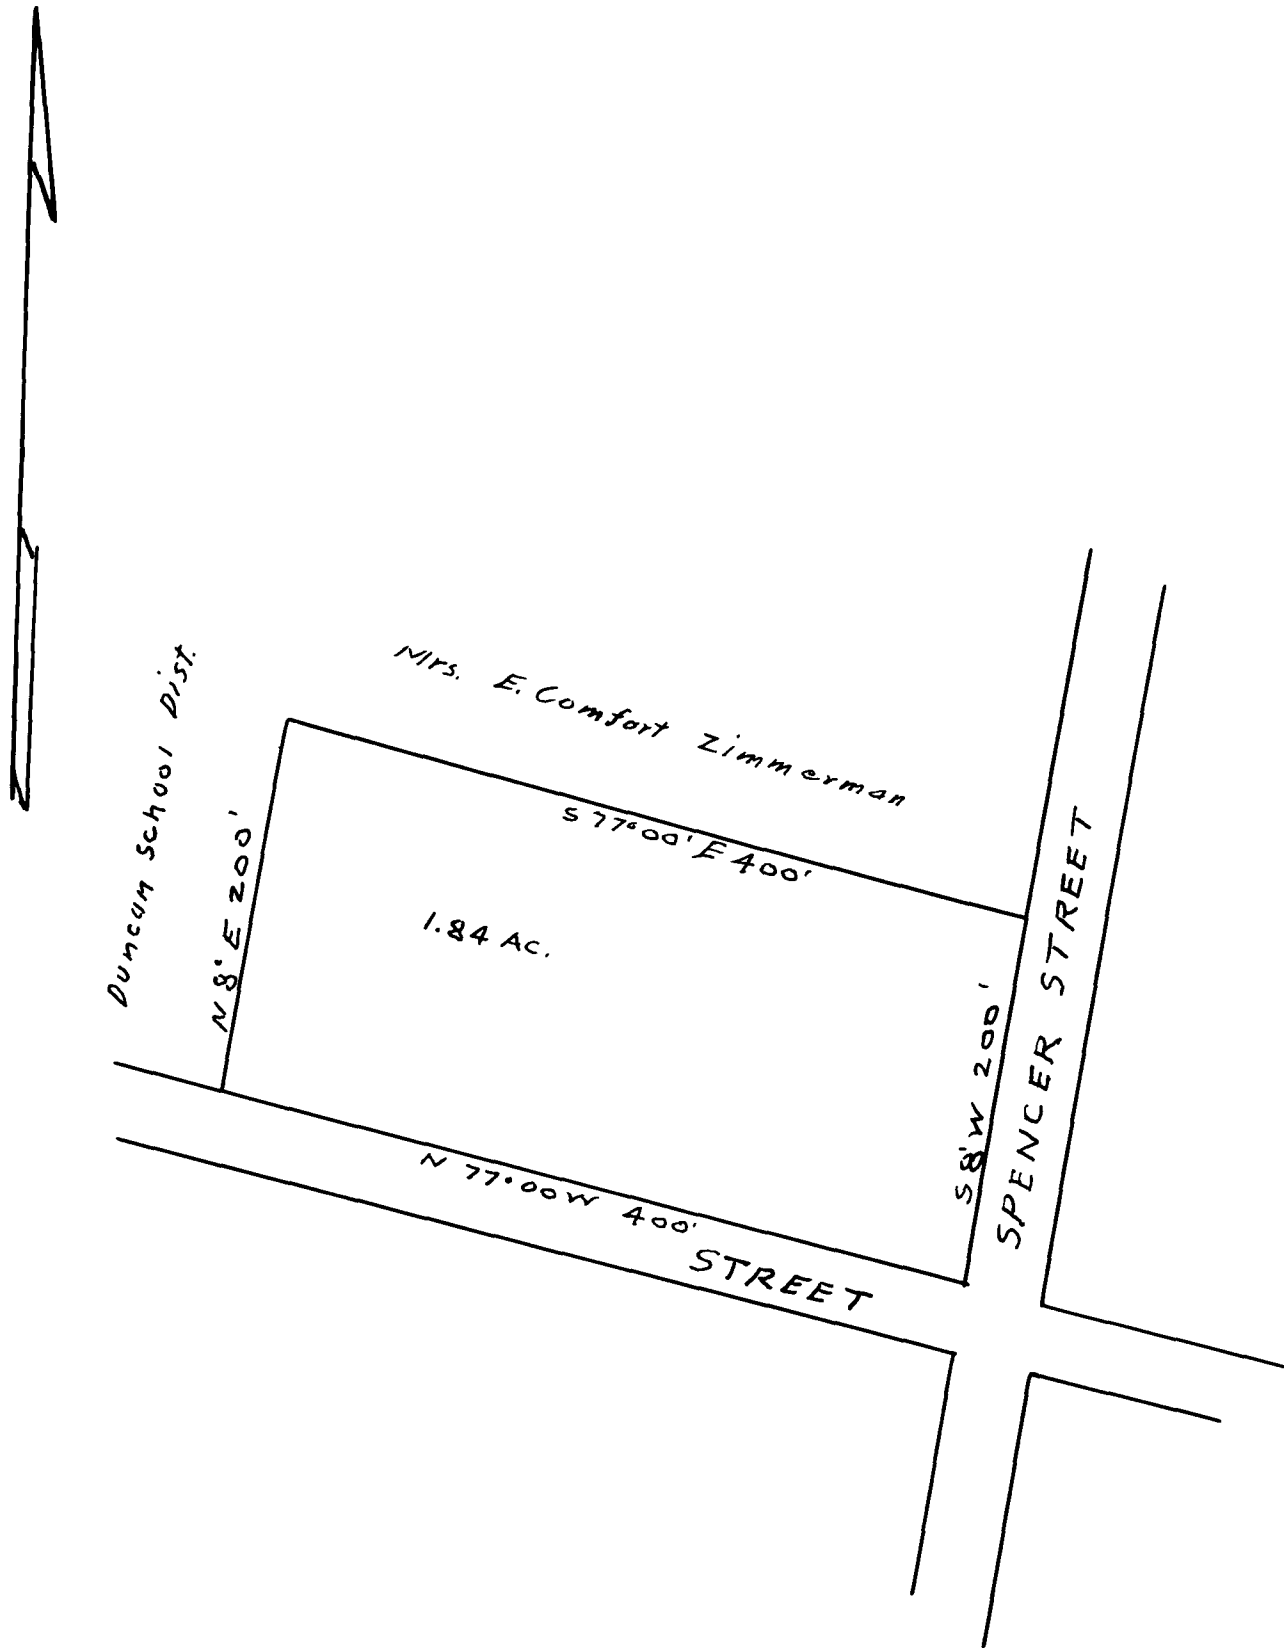 Mrs. E. Comfort Zimmerman
Duncan School Dist.
S 77°00' E 400'
N 8° E 200'
1.84 AC.
S 8° W 200'
SPENCER STREET
N 77°00 W 400'
STREET